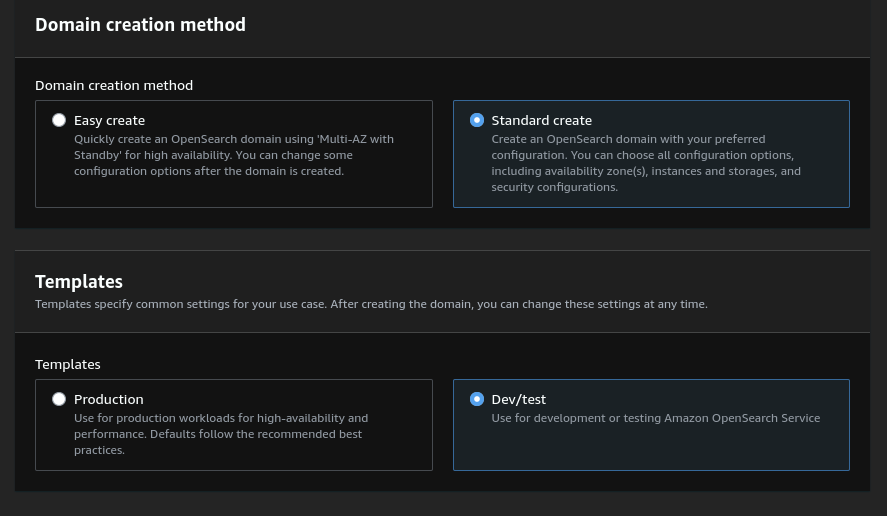 Domain creation method
Domain creation method
Easy create
Quickly create an OpenSearch domain using 'Multi-AZ with
Standby' for high availability. You can change some
configuration options after the domain is created.
Standard create
Create an OpenSearch domain with your preferred
configuration. You can choose all configuration options,
including availability zone(s), instances and storages, and
security configurations.
Templates
Templates specify common settings for your use case. After creating the domain, you can change these settings at any time.
Templates
Production
Use for production workloads for high-availability and
performance. Defaults follow the recommended best
practices.
Dev/test
Use for development or testing Amazon OpenSearch Service